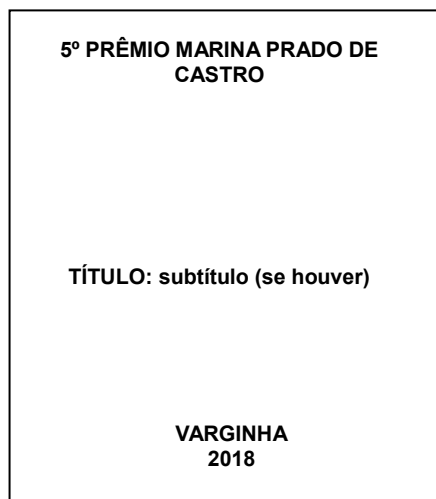 5º PRÊMIO MARINA PRADO DE
CASTRO
TÍTULO: subtítulo (se houver)
VARGINHA
2018